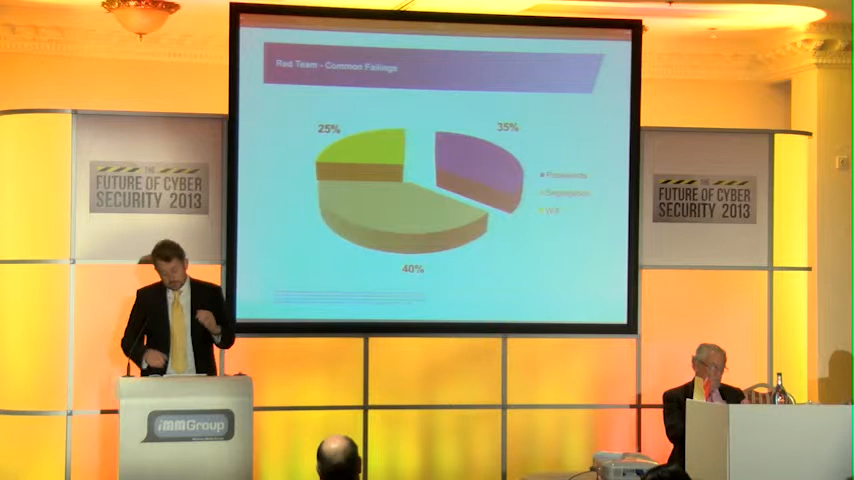 Red Team - Common Failings
25%
35%
Passwords
Segregation
Wifi
40%
THE
FUTURE OF CYBER
SECURITY 2013
THE
FUTURE OF CYBER
SECURITY 2013
immGroup